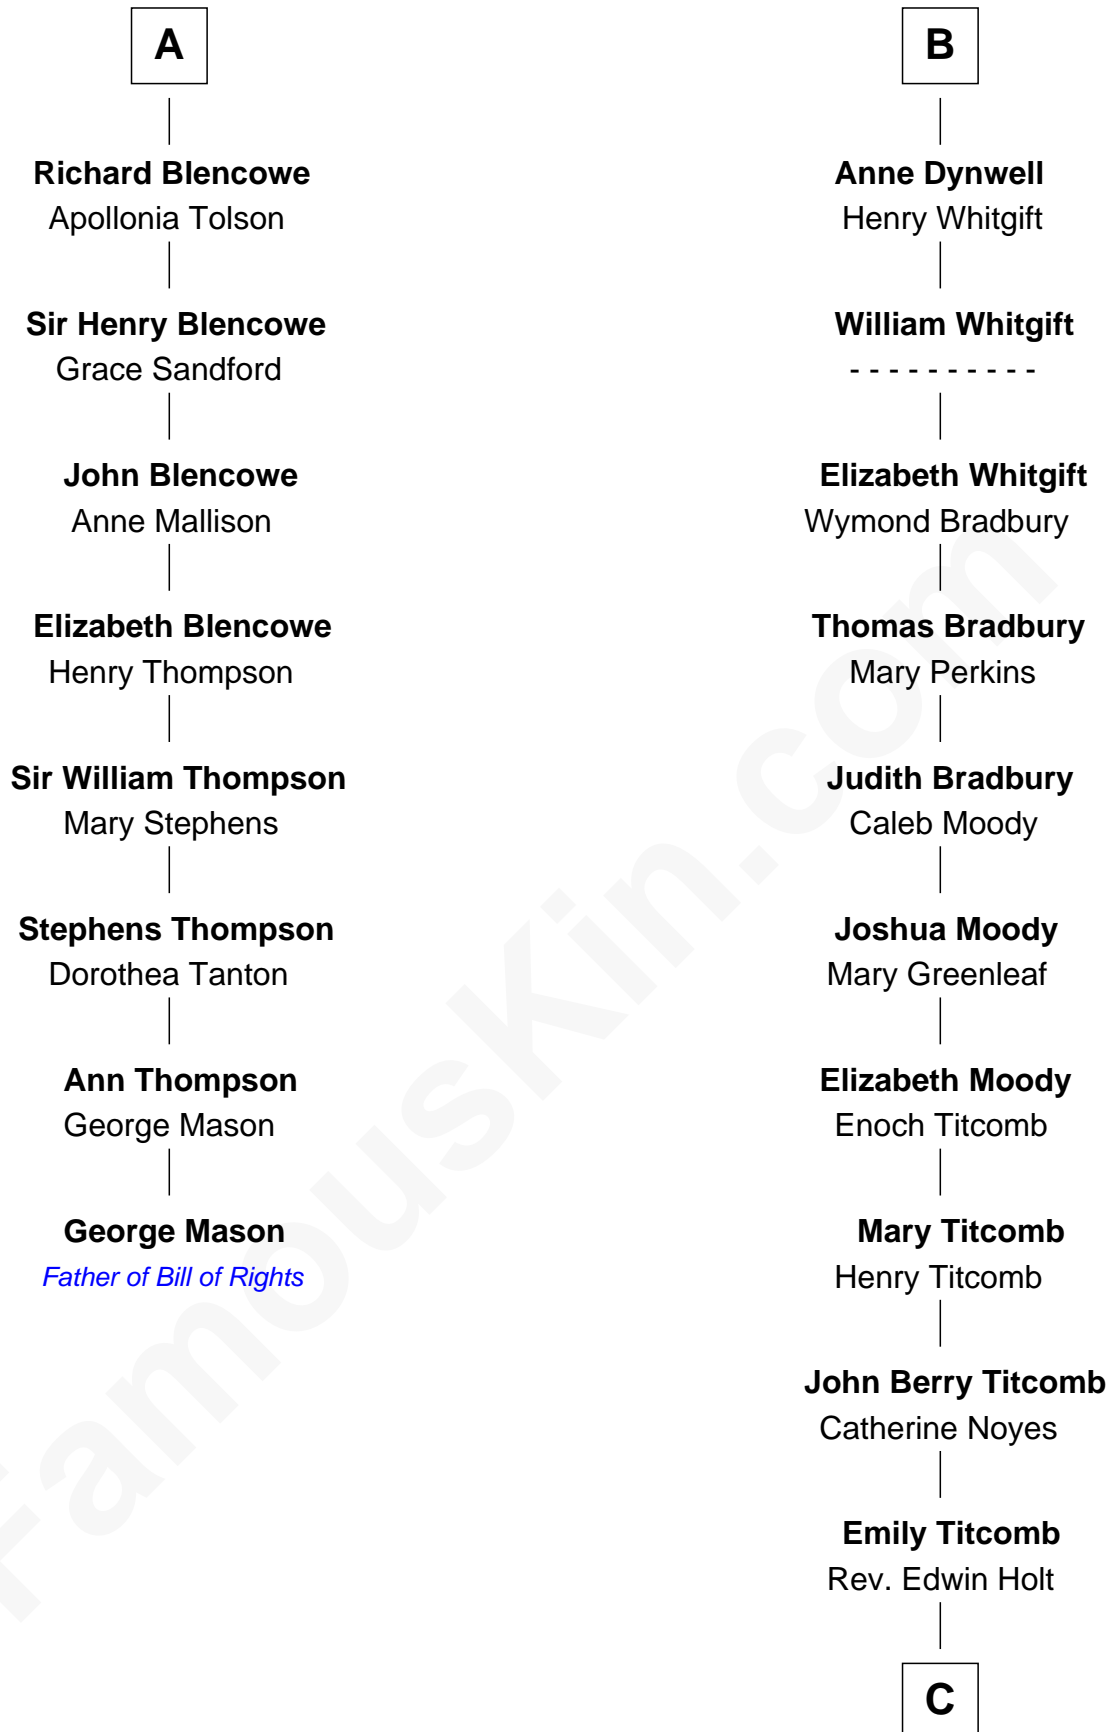 A
Richard Blencowe
Apollonia Tolson
Sir Henry Blencowe
Grace Sandford
John Blencowe
Anne Mallison
Elizabeth Blencowe
Henry Thompson
Sir William Thompson
Mary Stephens
Stephens Thompson
Dorothea Tanton
Ann Thompson
George Mason
George Mason
Father of Bill of Rights
B
Anne Dynwell
Henry Whitgift
William Whitgift
- - - - - - - - - -
Elizabeth Whitgift
Wymond Bradbury
Thomas Bradbury
Mary Perkins
Judith Bradbury
Caleb Moody
Joshua Moody
Mary Greenleaf
Elizabeth Moody
Enoch Titcomb
Mary Titcomb
Henry Titcomb
John Berry Titcomb
Catherine Noyes
Emily Titcomb
Rev. Edwin Holt
C
FamousKin.com